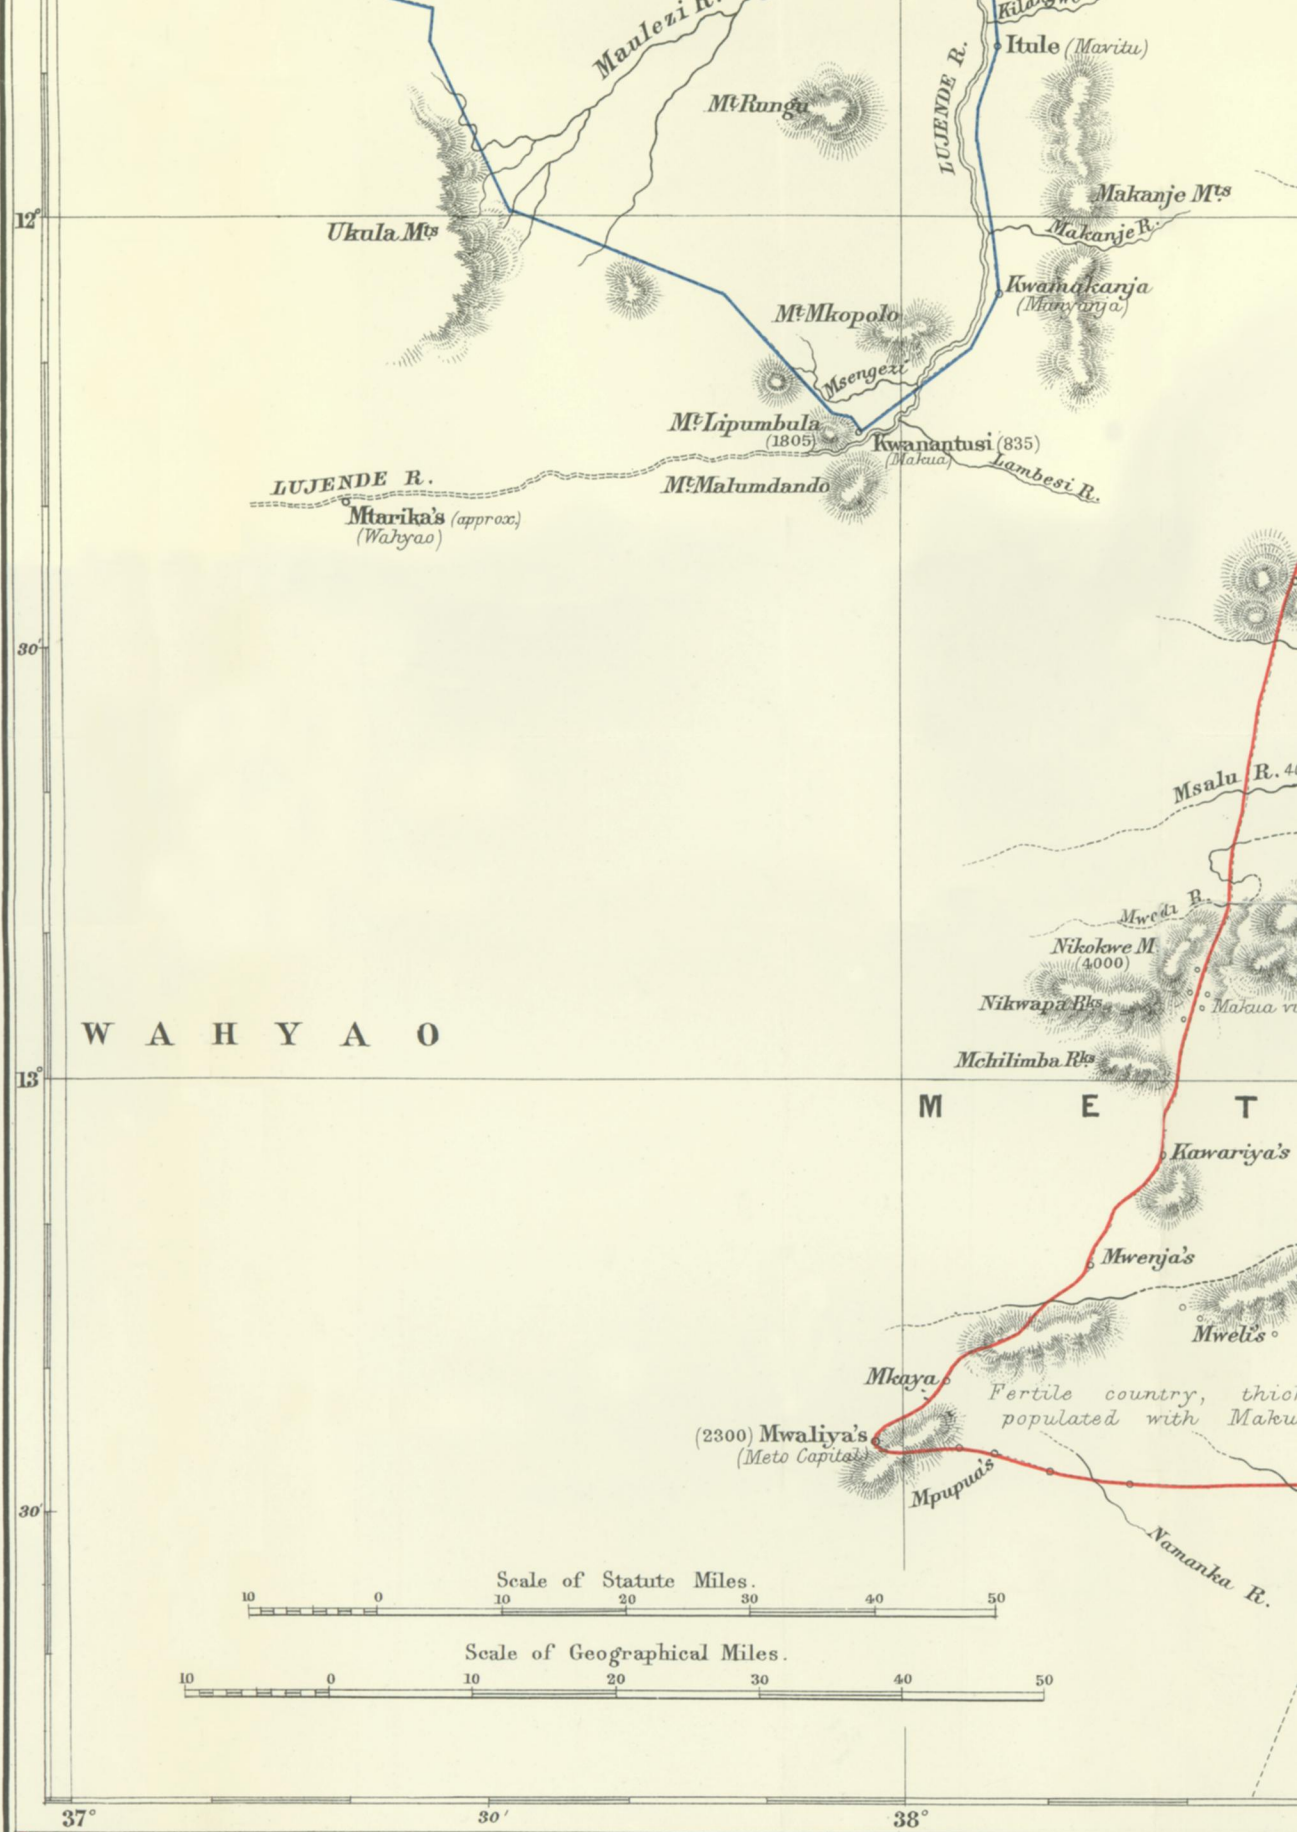 Maulezi R.
Kilangwe
Itule (Mavitu)
Mt. Rungu
LUJENDE R.
12°
Makanje Mts.
Ukula Mts.
Makanje R.
Kwamakanja
(Manyanja)
Mt. Mkopolo
Msengezi
Mt. Lipumbula
(1805)
Kwanantusi (835)
(Makua)
Lambesi R.
LUJENDE R.
Mt. Malumdando
Mtarika's (approx.)
(Wahyao)
30'
Msalu R.
Mwedi R.
Nikokwe M.
(4000)
Nikwapa Rks.
Makua
WAHYAO
Mchilimba Rks.
13°
M E T
Kawariya's
Mwenja's
Mweli's
Mkaya
Fertile country, thic
populated with Maku
(2300) Mwaliya's
(Meto Capital)
Mpupua's
30'
Namanka R.
Scale of Statute Miles.
10 0 10 20 30 40 50
Scale of Geographical Miles.
10 0 10 20 30 40 50
37° 30' 38°